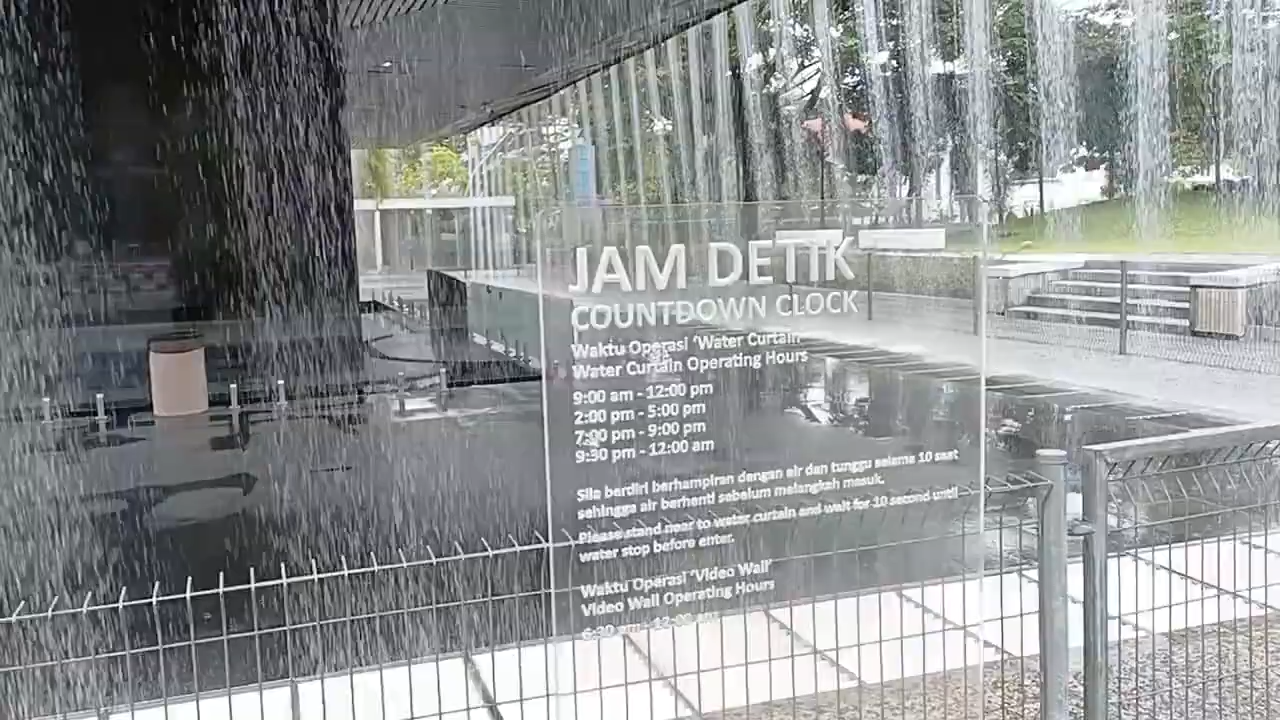 JAM DETIK
COUNTDOWN CLOCK
Waktu Operasi 'Water Curtain'
Water Curtain Operating Hours
9:00 am - 12:00 pm
2:00 pm - 5:00 pm
7:00 pm - 9:00 pm
9:30 pm - 12:00 am
Sila berdiri berhampiran dengan air dan tunggu selama 10 saat
sehingga air berhenti sebelum melangkah masuk.
Please stand near to water curtain and wait for 10 second until
water stop before enter.
Waktu Operasi 'Video Wall'
Video Wall Operating Hours